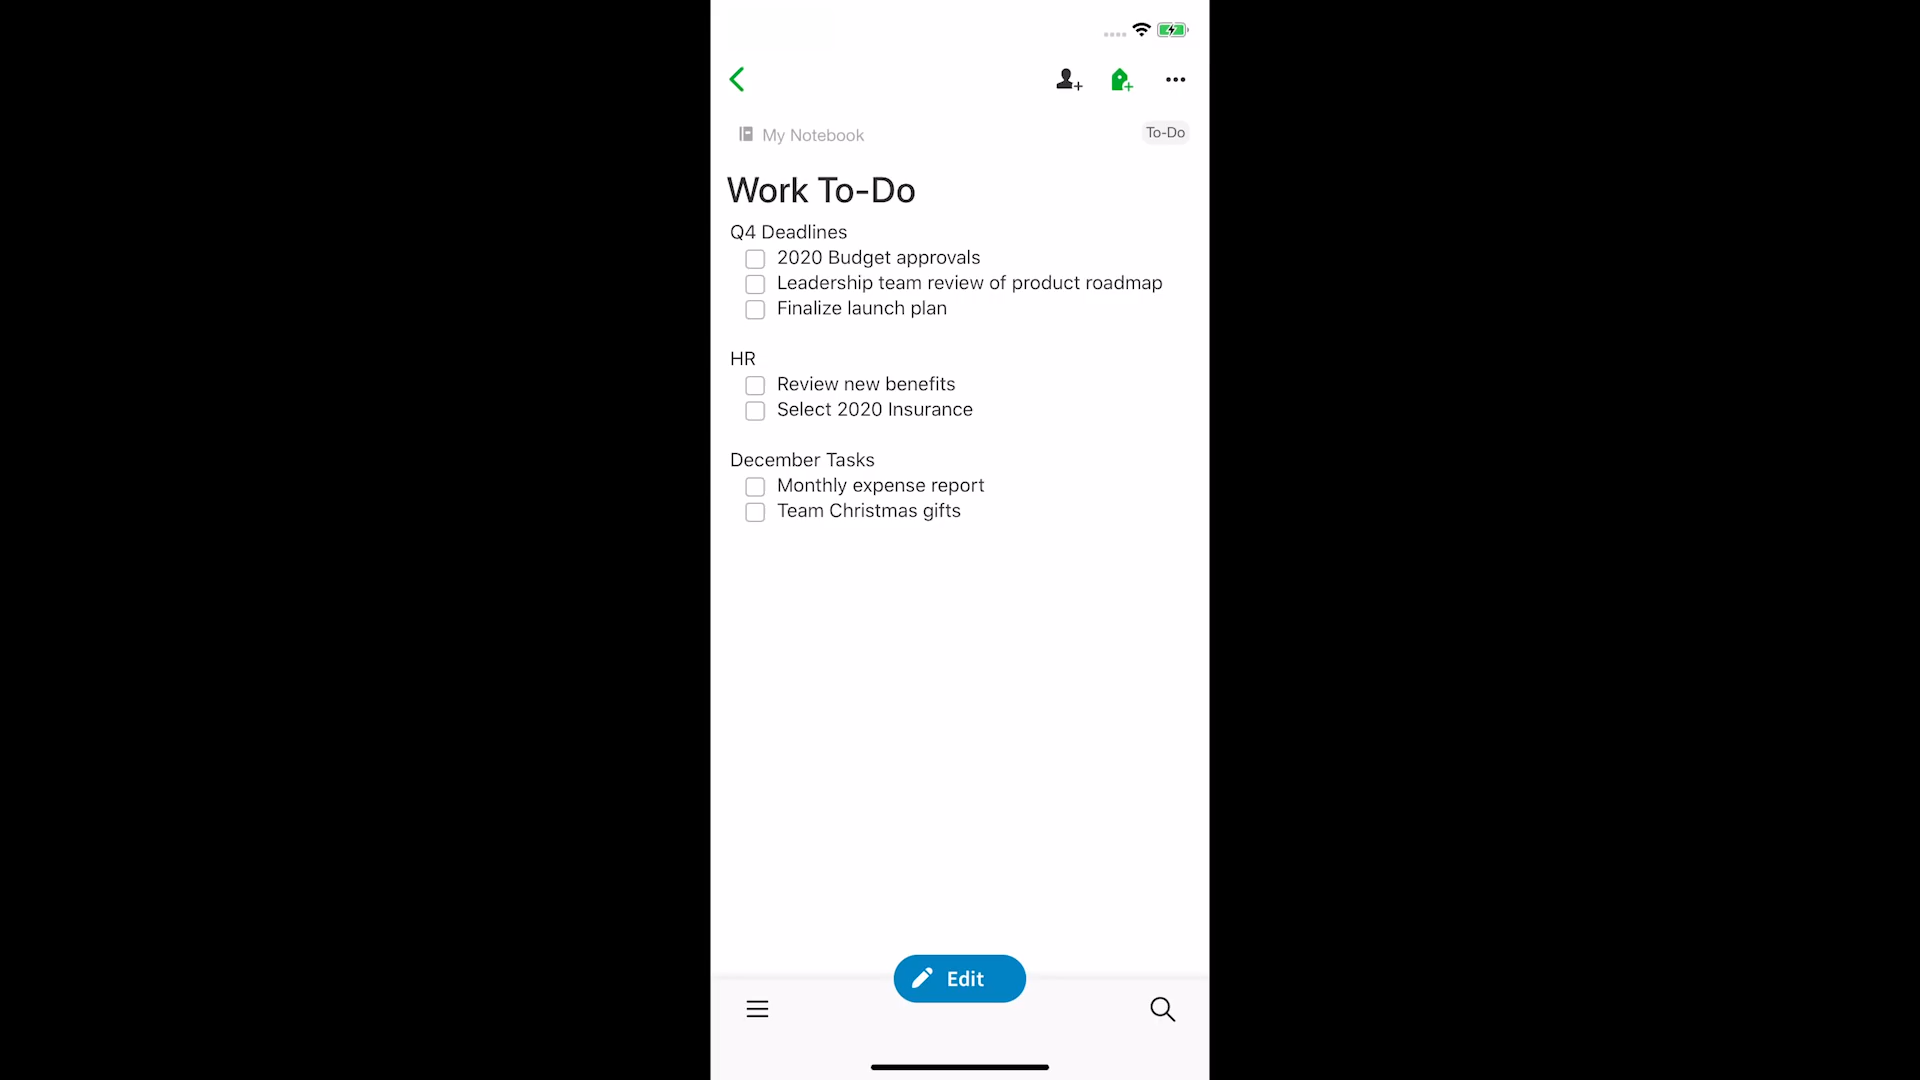 My Notebook
To-Do
Work To-Do
Q4 Deadlines
2020 Budget approvals
Leadership team review of product roadmap
Finalize launch plan
HR
Review new benefits
Select 2020 Insurance
December Tasks
Monthly expense report
Team Christmas gifts
Edit